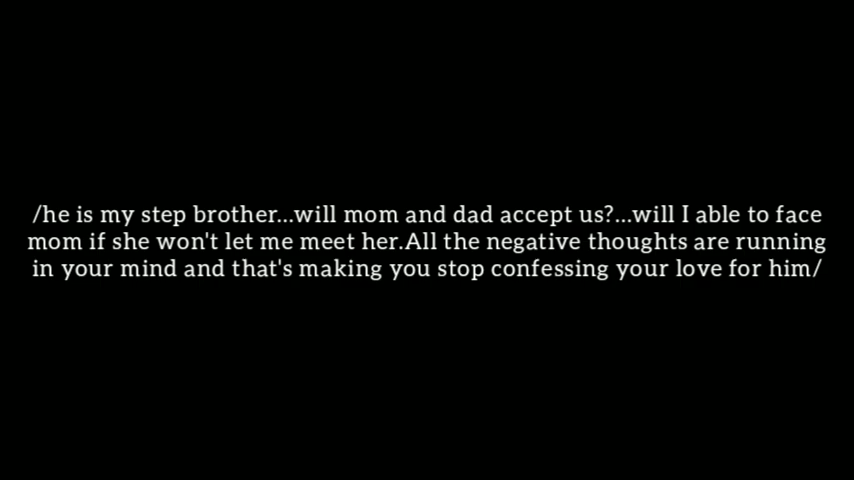 /he is my step brother...will mom and dad accept us?...will I able to face
mom if she won't let me meet her.All the negative thoughts are running
in your mind and that's making you stop confessing your love for him/